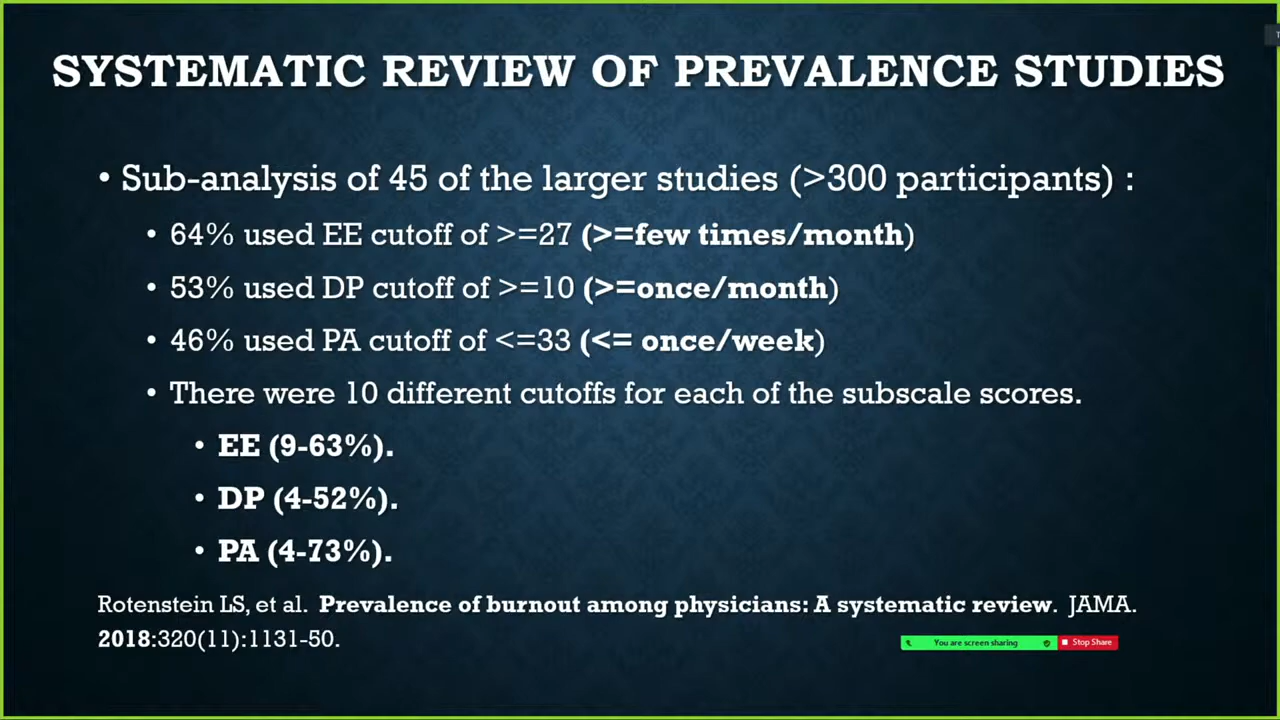 SYSTEMATIC REVIEW OF PREVALENCE STUDIES
• Sub-analysis of 45 of the larger studies (>300 participants) :
• 64% used EE cutoff of >=27 (>=few times/month)
• 53% used DP cutoff of >=10 (>=once/month)
• 46% used PA cutoff of <=33 (<= once/week)
• There were 10 different cutoffs for each of the subscale scores.
• EE (9-63%).
• DP (4-52%).
• PA (4-73%).
Rotenstein LS, et al. Prevalence of burnout among physicians: A systematic review. JAMA.
2018:320(11):1131-50.
You are screen sharing
Stop Share